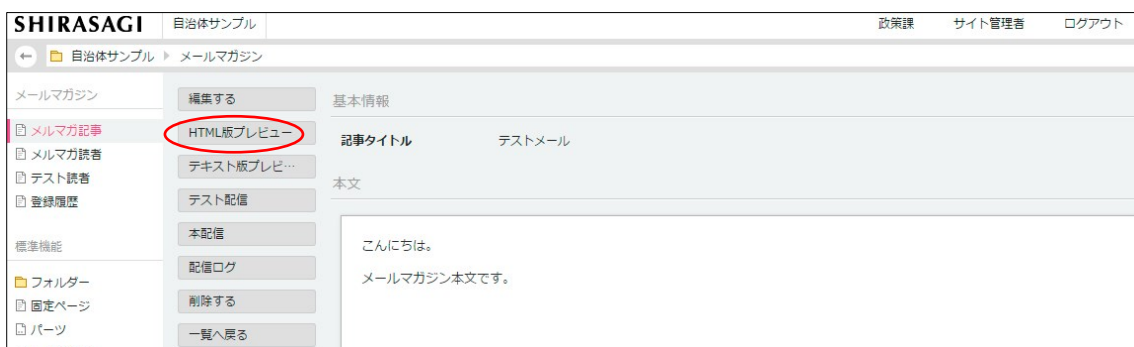 SHIRASAGI 自治体サンプル 政策課 サイト管理者 ログアウト
← 自治体サンプル メールマガジン
メールマガジン
メルマガ記事
メルマガ読者
テスト読者
登録履歴
標準機能
フォルダー
固定ページ
パーツ
編集する
HTML版プレビュー
テキスト版プレビ…
テスト配信
本配信
配信ログ
削除する
一覧へ戻る
基本情報
記事タイトル テストメール
本文
こんにちは。
メールマガジン本文です。